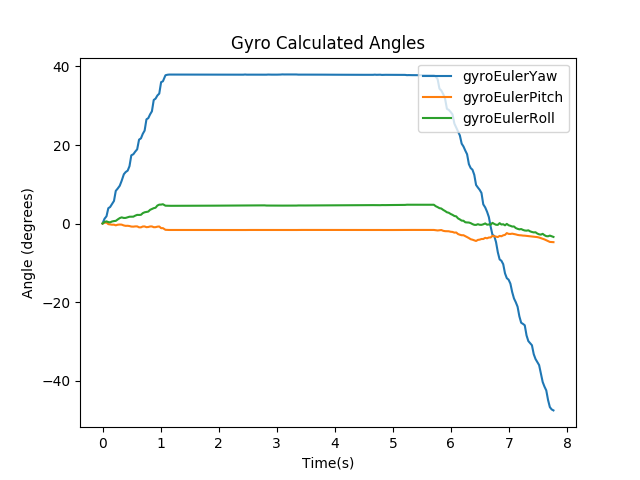 Gyro Calculated Angles
gyroEulerYaw
gyroEulerPitch
gyroEulerRoll
Angle (degrees)
40
20
0
−20
−40
0 1 2 3 4 5 6 7 8
Time(s)